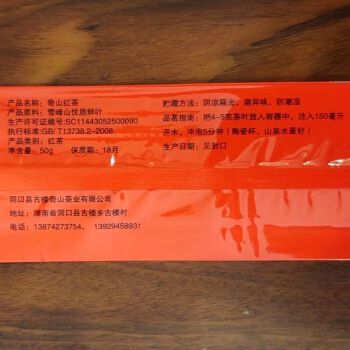 产品名称：奇山红茶
产品原料：雪峰山优质鲜叶
生产许可证编号:SC11443052500090
执行标准:GB/T13738.2-2008
产品类别：红茶
净含量：50g 保质期：18月
贮藏方法：阴凉隔光、避异味、防潮湿
品茗指南：把4-5克茶叶放入容器中，注入150毫升
开水，冲泡5分钟（陶瓷杯、山泉水最好）
生产日期：见封口
洞口县古楼奇山茶业有限公司
地址：湖南省洞口县古楼乡古楼村
电话：13874273754、13929458931